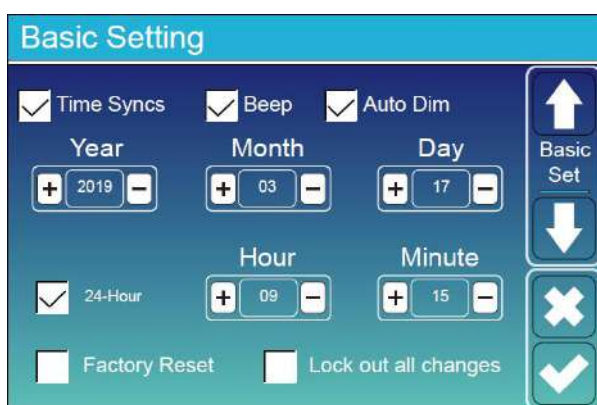 Basic Setting
Time Syncs Beep Auto Dim
Year Month Day
+ 2019 − + 03 − + 17 −
Basic
Set
Hour Minute
24-Hour + 09 − + 15 −
Factory Reset Lock out all changes